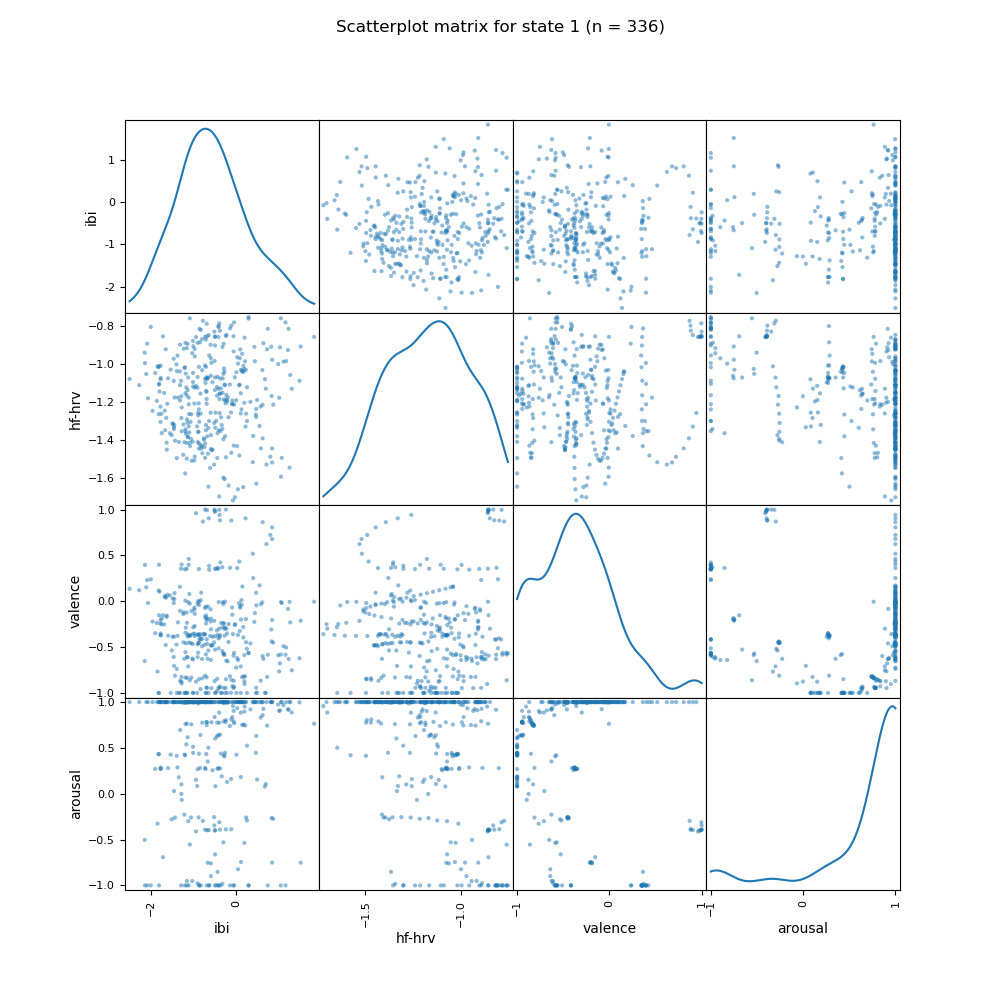 Scatterplot matrix for state 1 (n = 336)
1
0
−1
−2
ibi
−0.8
−1.0
−1.2
−1.4
−1.6
hf-hrv
1.0
0.5
0.0
−0.5
−1.0
valence
1.0
0.5
0.0
−0.5
−1.0
arousal
−2 0 −1.5 −1.0 −1 0 1 −1 0 1
ibi hf-hrv valence arousal